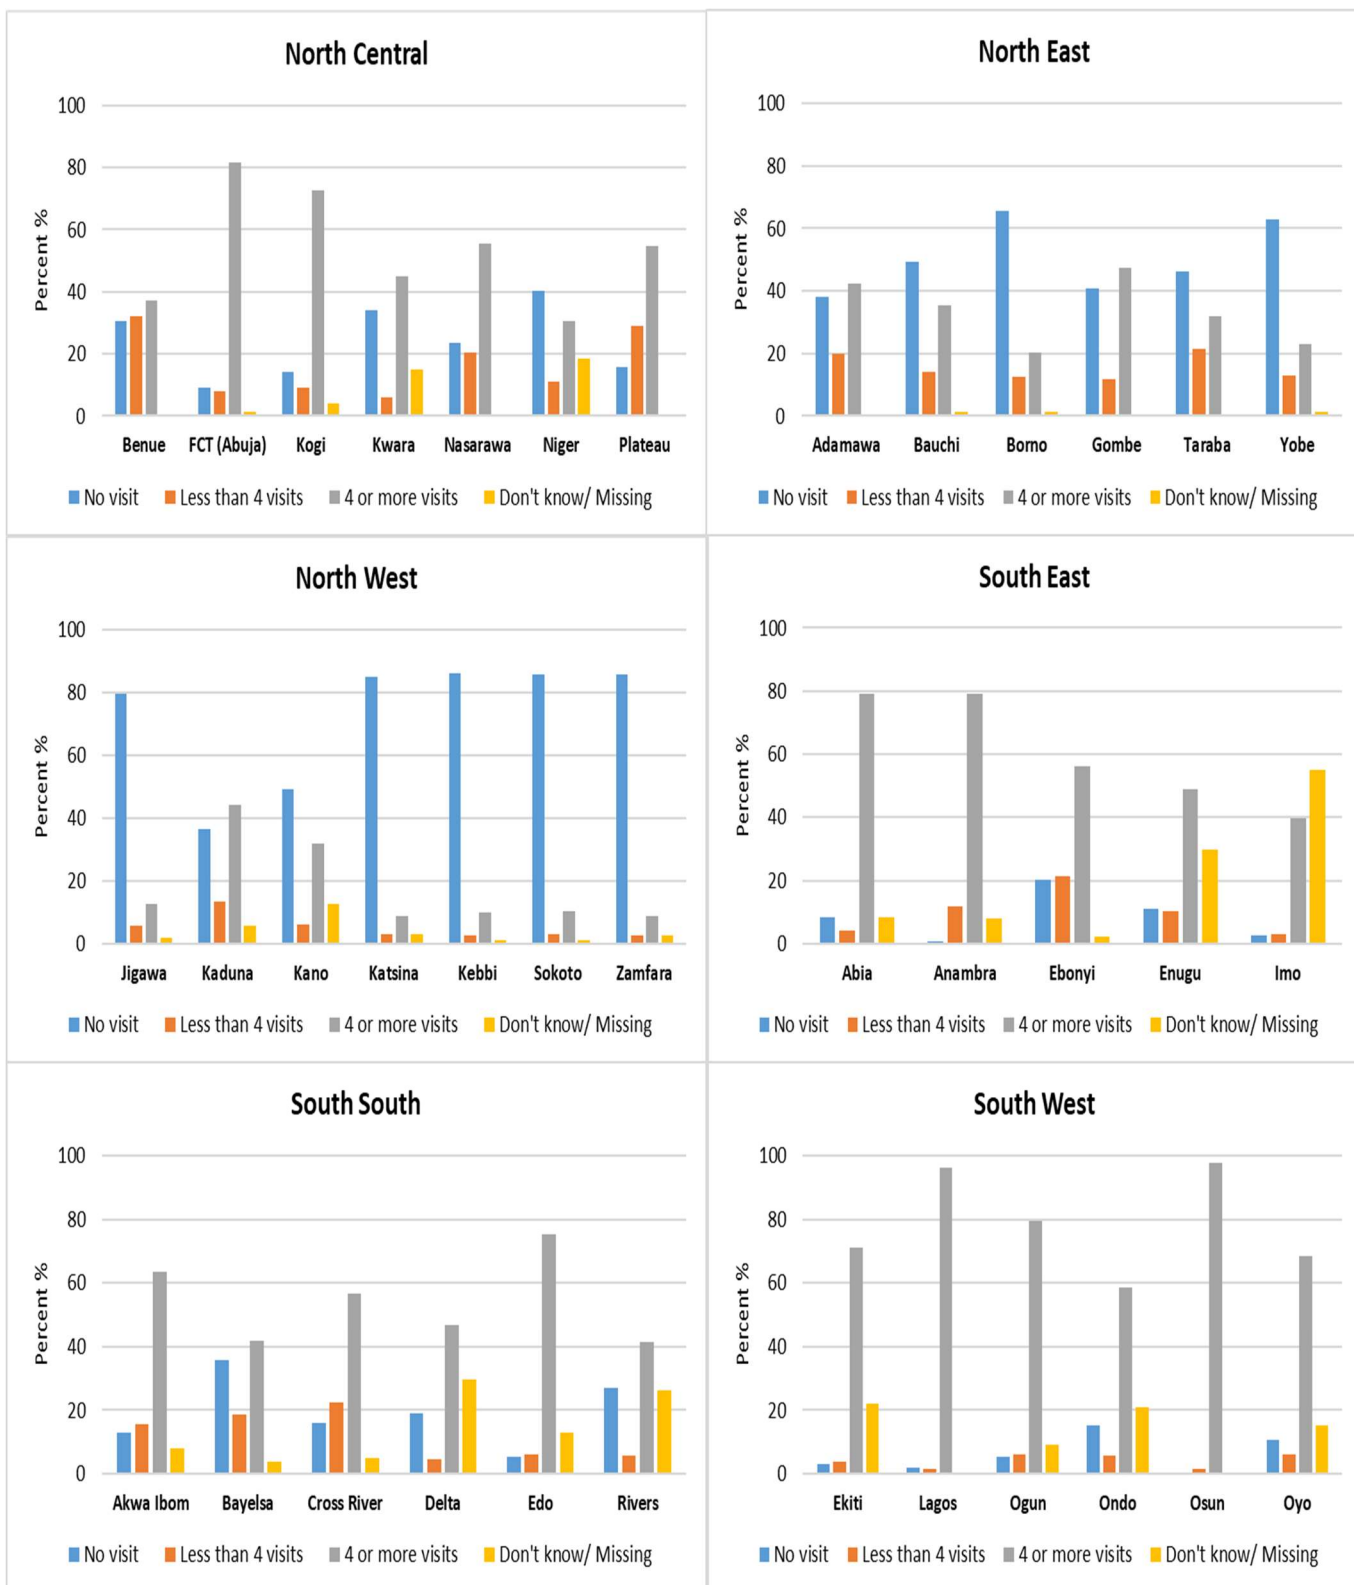 North Central
Percent %
100
80
60
40
20
0
Benue FCT (Abuja) Kogi Kwara Nasarawa Niger Plateau
No visit Less than 4 visits 4 or more visits Don't know/ Missing
North East
Percent %
100
80
60
40
20
0
Adamawa Bauchi Borno Gombe Taraba Yobe
No visit Less than 4 visits 4 or more visits Don't know/ Missing
North West
Percent %
100
80
60
40
20
0
Jigawa Kaduna Kano Katsina Kebbi Sokoto Zamfara
No visit Less than 4 visits 4 or more visits Don't know/ Missing
South East
Percent %
100
80
60
40
20
0
Abia Anambra Ebonyi Enugu Imo
No visit Less than 4 visits 4 or more visits Don't know/ Missing
South South
Percent %
100
80
60
40
20
0
Akwa Ibom Bayelsa Cross River Delta Edo Rivers
No visit Less than 4 visits 4 or more visits Don't know/ Missing
South West
Percent %
100
80
60
40
20
0
Ekiti Lagos Ogun Ondo Osun Oyo
No visit Less than 4 visits 4 or more visits Don't know/ Missing